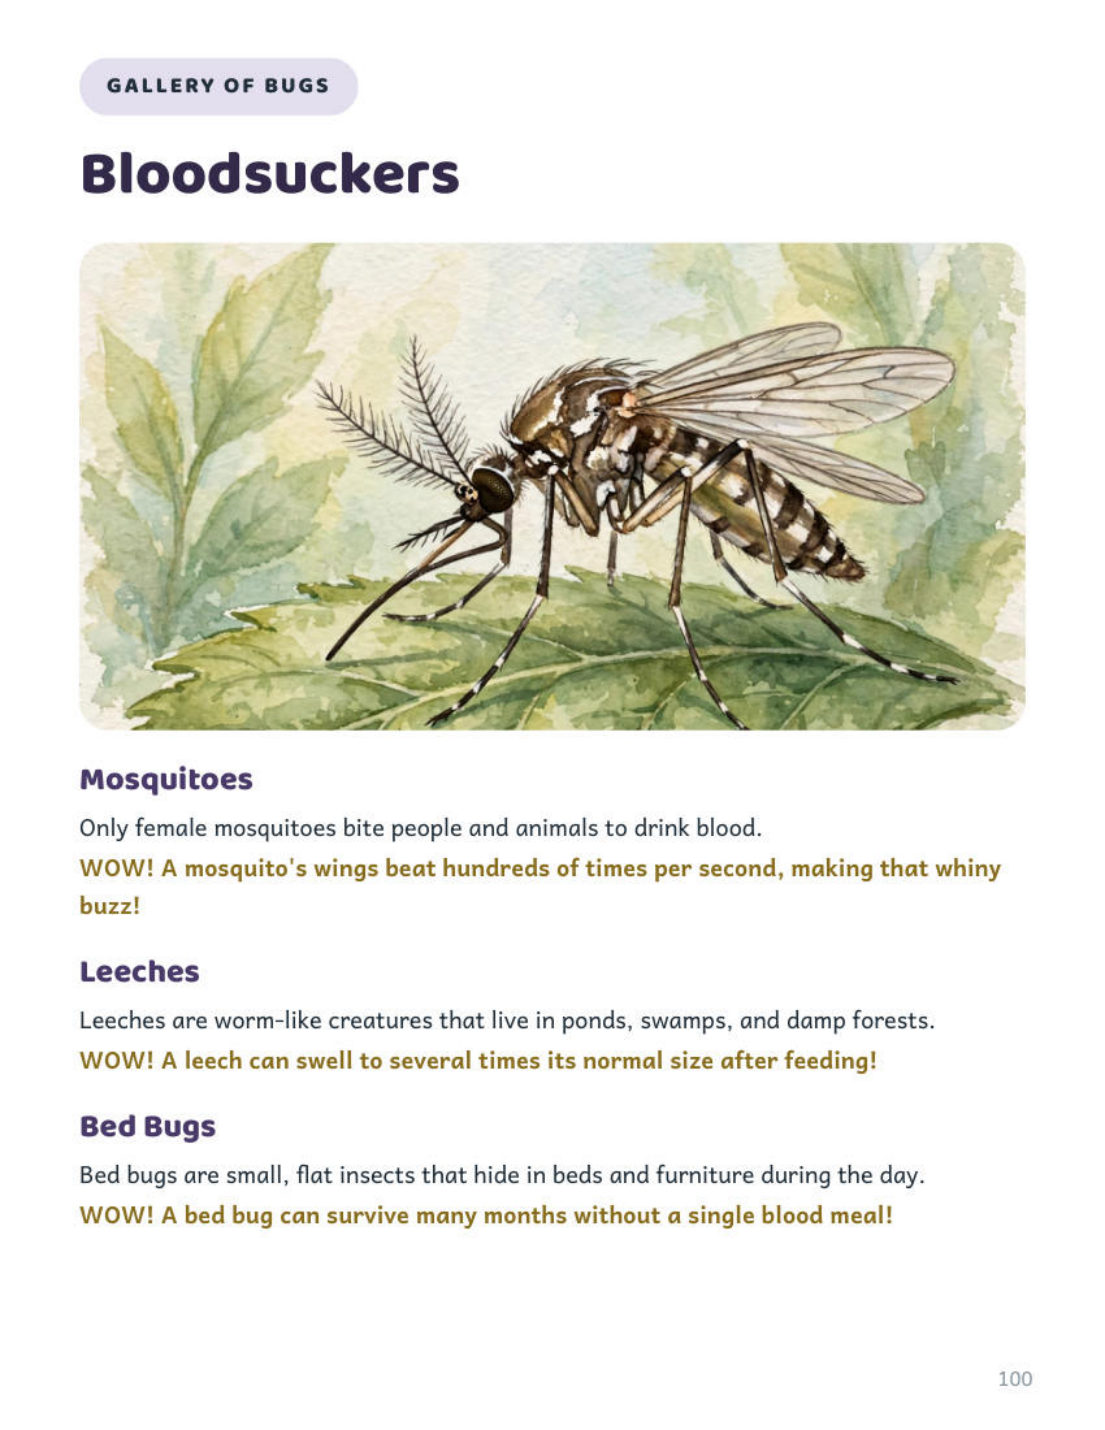 GALLERY OF BUGS
Bloodsuckers
Mosquitoes
Only female mosquitoes bite people and animals to drink blood.
WOW! A mosquito's wings beat hundreds of times per second, making that whiny
buzz!
Leeches
Leeches are worm-like creatures that live in ponds, swamps, and damp forests.
WOW! A leech can swell to several times its normal size after feeding!
Bed Bugs
Bed bugs are small, flat insects that hide in beds and furniture during the day.
WOW! A bed bug can survive many months without a single blood meal!
100